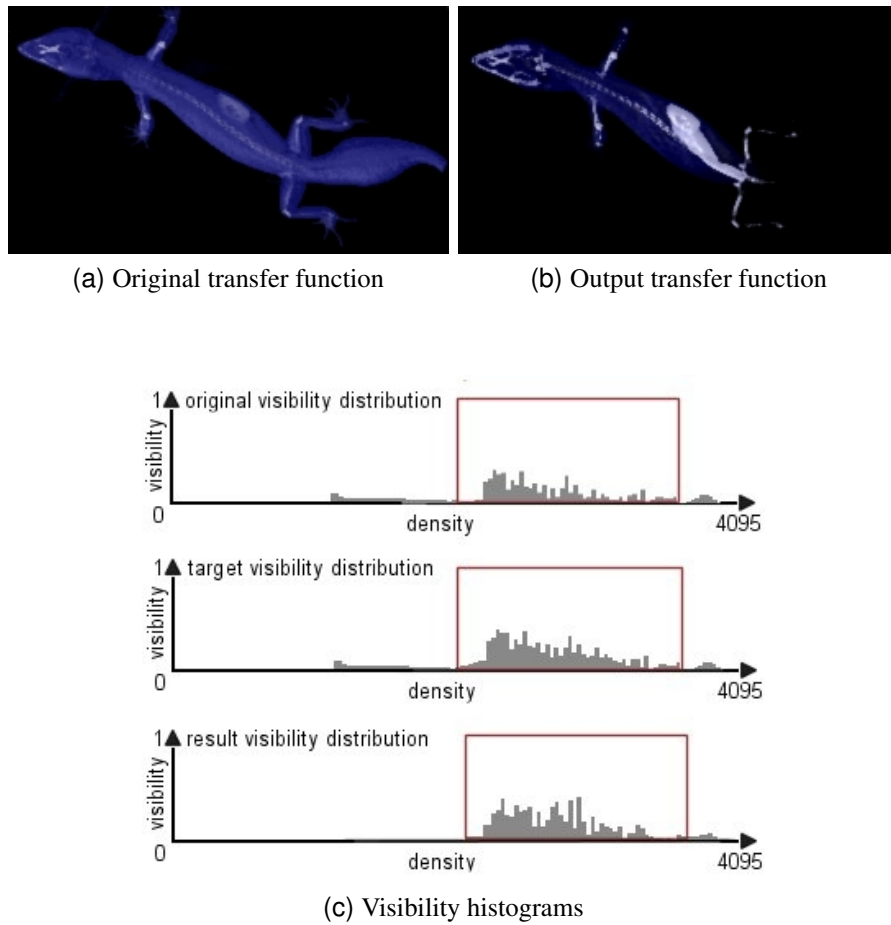 (a) Original transfer function
(b) Output transfer function
1 original visibility distribution
visibility
0
density
4095
1 target visibility distribution
visibility
0
density
4095
1 result visibility distribution
visibility
0
density
4095
(c) Visibility histograms